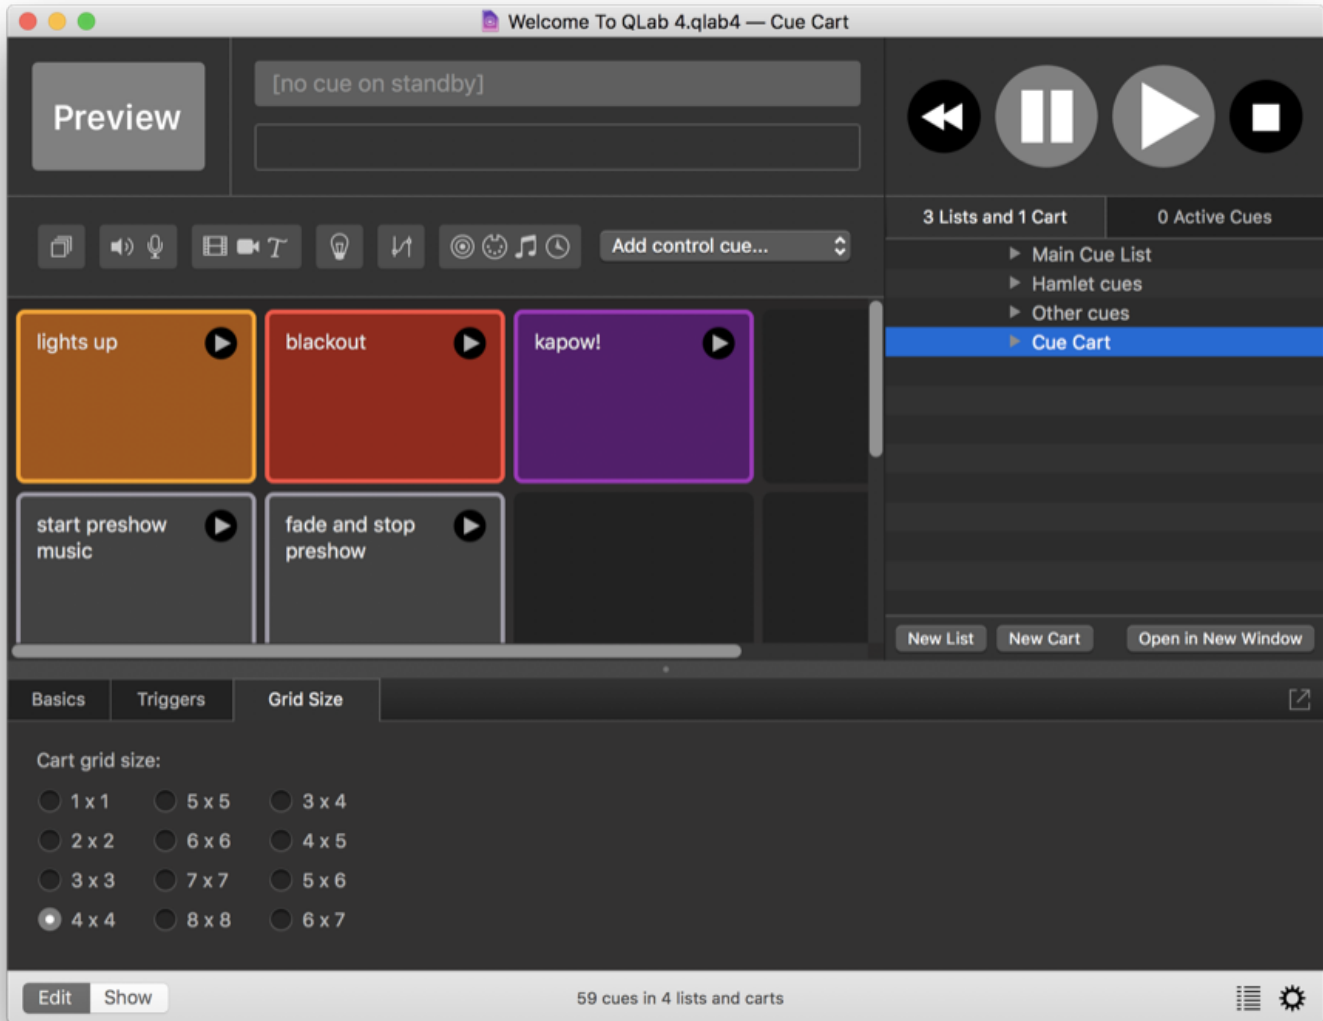 Welcome To QLab 4.qlab4 — Cue Cart
Preview
[no cue on standby]
Add control cue...
3 Lists and 1 Cart
0 Active Cues
Main Cue List
Hamlet cues
Other cues
Cue Cart
lights up
blackout
kapow!
start preshow
music
fade and stop
preshow
New List
New Cart
Open in New Window
Basics
Triggers
Grid Size
Cart grid size:
1 x 1 5 x 5 3 x 4
2 x 2 6 x 6 4 x 5
3 x 3 7 x 7 5 x 6
4 x 4 8 x 8 6 x 7
Edit
Show
59 cues in 4 lists and carts